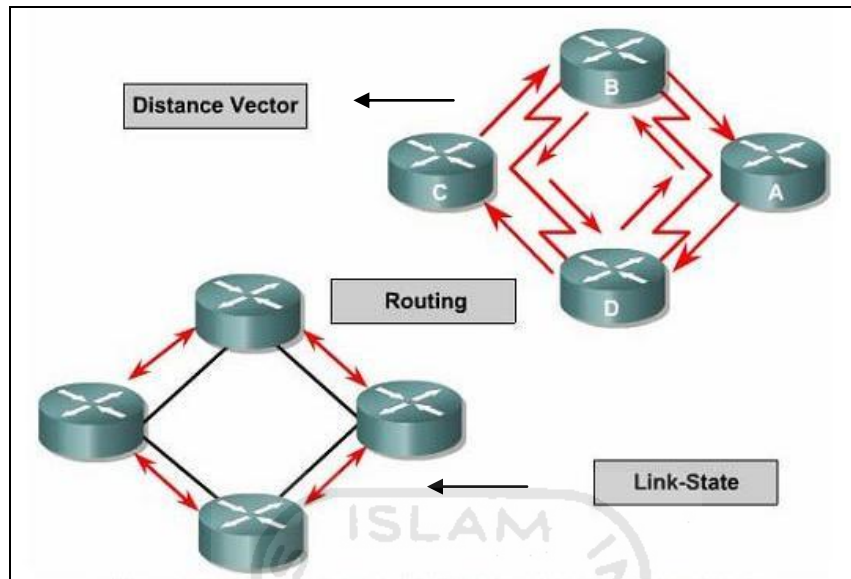 B
Distance Vector
C
A
D
Routing
Link-State
ISLAM